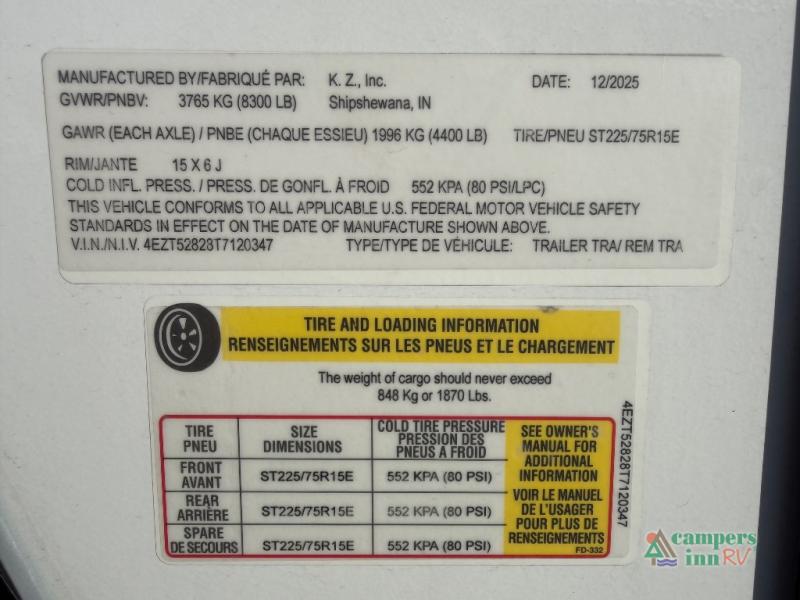 MANUFACTURED BY/FABRIQUÉ PAR: K. Z., Inc. DATE: 12/2025
GVWR/PNBV: 3765 KG (8300 LB) Shipshewana, IN
GAWR (EACH AXLE) / PNBE (CHAQUE ESSIEU) 1996 KG (4400 LB) TIRE/PNEU ST225/75R15E
RIM/JANTE 15 X 6 J
COLD INFL. PRESS. / PRESS. DE GONFL. À FROID 552 KPA (80 PSI/LPC)
THIS VEHICLE CONFORMS TO ALL APPLICABLE U.S. FEDERAL MOTOR VEHICLE SAFETY
STANDARDS IN EFFECT ON THE DATE OF MANUFACTURE SHOWN ABOVE.
V.I.N./N.I.V. 4EZT52828T7120347 TYPE/TYPE DE VÉHICULE: TRAILER TRA/ REM TRA
TIRE AND LOADING INFORMATION
RENSEIGNEMENTS SUR LES PNEUS ET LE CHARGEMENT
The weight of cargo should never exceed
848 Kg or 1870 Lbs.
TIRE
PNEU
SIZE
DIMENSIONS
COLD TIRE PRESSURE
PRESSION DES
PNEUS A FROID
FRONT
AVANT
ST225/75R15E
552 KPA (80 PSI)
REAR
ARRIÈRE
ST225/75R15E
552 KPA (80 PSI)
SPARE
DE SECOURS
ST225/75R15E
552 KPA (80 PSI)
SEE OWNER'S
MANUAL FOR
ADDITIONAL
INFORMATION
VOIR LE MANUEL
DE L'USAGER
POUR PLUS DE
RENSEIGNEMENTS
FD-332
4EZT52828T7120347
campers
inn RV